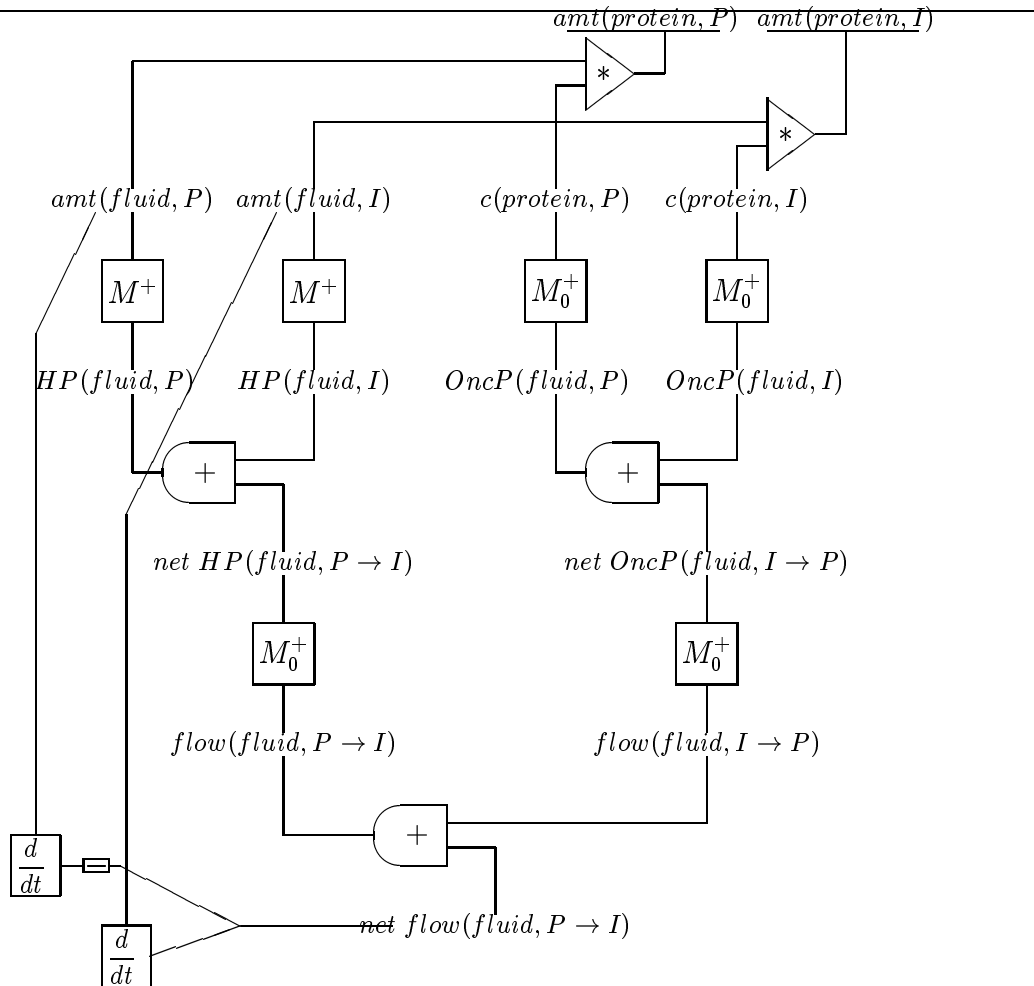 amt(protein, P) amt(protein, I)
*
*
amt(fluid, P) amt(fluid, I) c(protein, P) c(protein, I)
M⁺ M⁺ M₀⁺ M₀⁺
HP(fluid, P) HP(fluid, I) OncP(fluid, P) OncP(fluid, I)
+ +
net HP(fluid, P → I) net OncP(fluid, I → P)
M₀⁺ M₀⁺
flow(fluid, P → I) flow(fluid, I → P)
+
d
dt
−
net flow(fluid, P → I)
d
dt